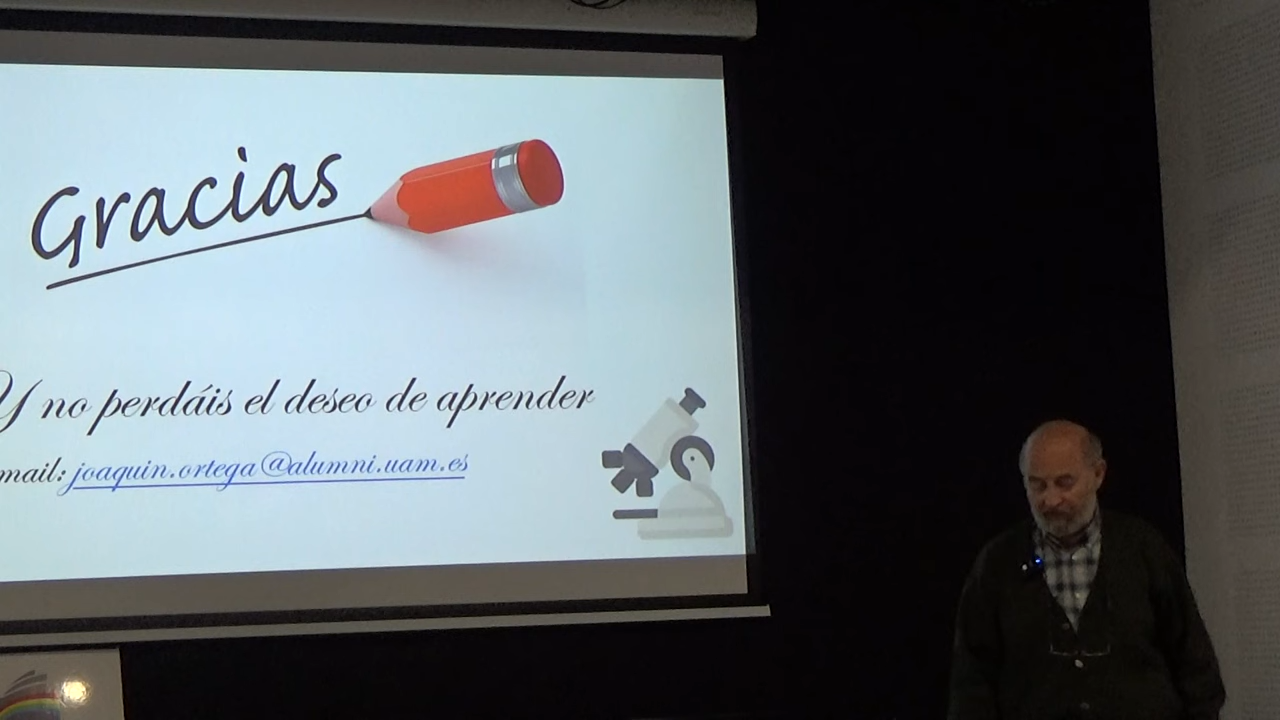 Gracias
Y no perdáis el deseo de aprender
mail: joaquin.ortega@alumni.uam.es